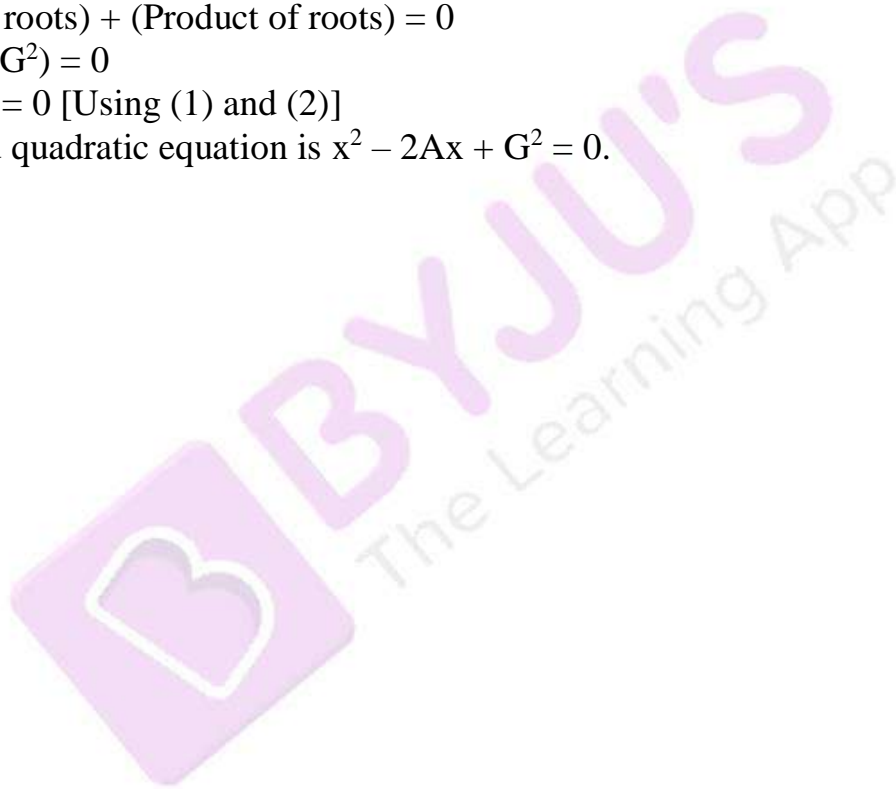 roots) + (Product of roots) = 0
G²) = 0
= 0 [Using (1) and (2)]
quadratic equation is x² – 2Ax + G² = 0.
BYJU'S
The Learning App